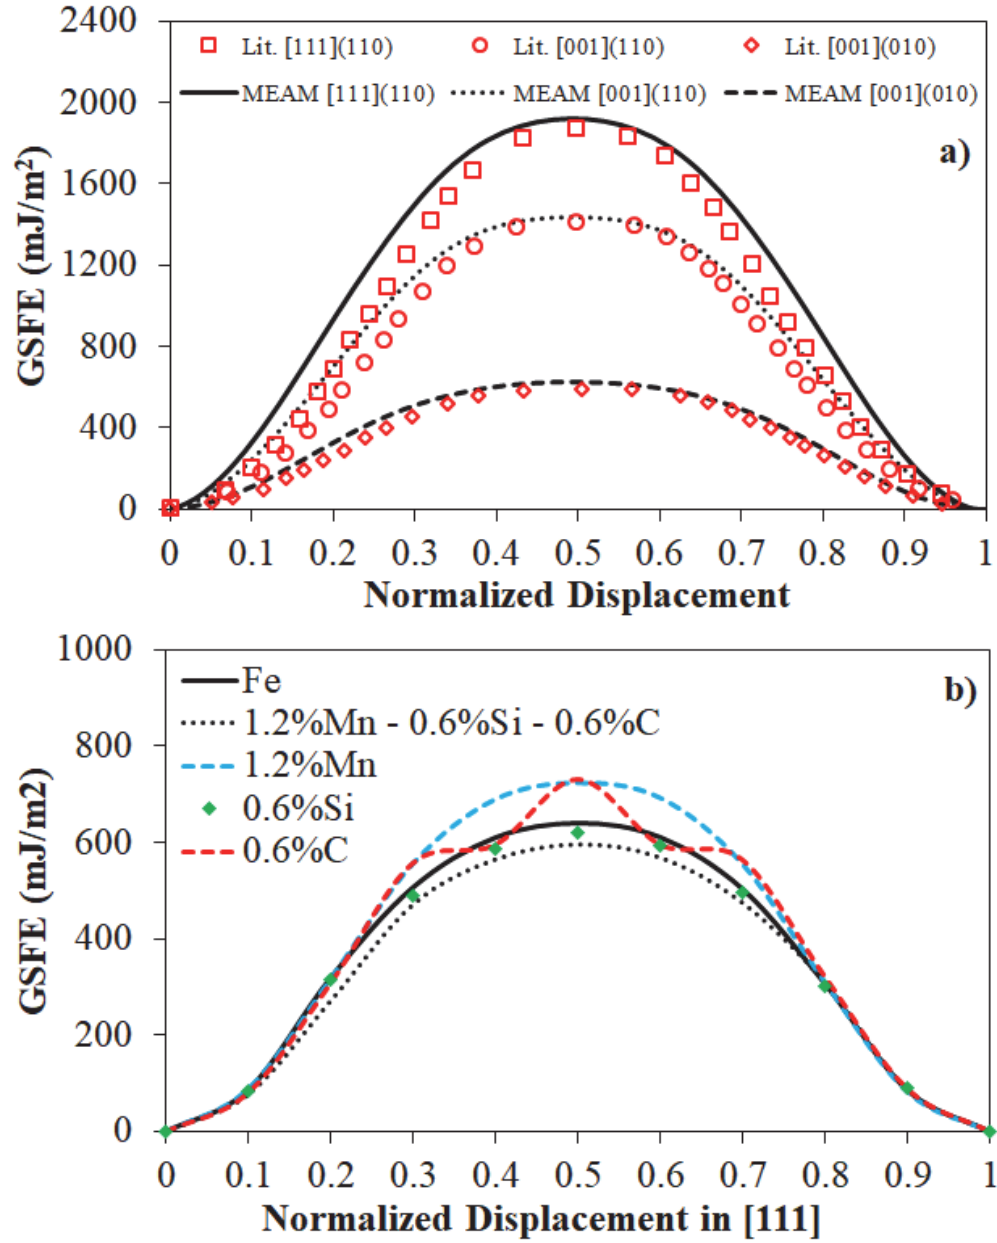 2400
2000
1600
1200
800
400
0
GSFE (mJ/m²)
Lit. [111](110) Lit. [001](110) Lit. [001](010)
MEAM [111](110) MEAM [001](110) MEAM [001](010)
a)
0 0.1 0.2 0.3 0.4 0.5 0.6 0.7 0.8 0.9 1
Normalized Displacement
1000
800
600
400
200
0
GSFE (mJ/m2)
Fe
1.2%Mn - 0.6%Si - 0.6%C
1.2%Mn
0.6%Si
0.6%C
b)
0 0.1 0.2 0.3 0.4 0.5 0.6 0.7 0.8 0.9 1
Normalized Displacement in [111]